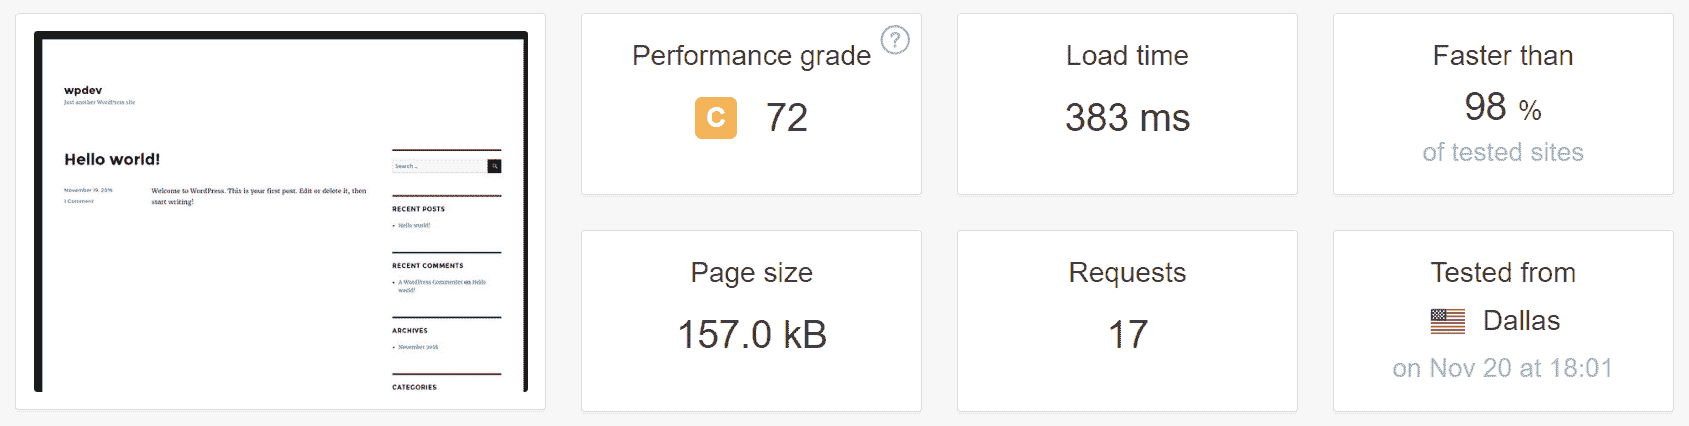 wpdev
Just another WordPress site
Hello world!
November 19, 2016
1 Comment
Welcome to WordPress. This is your first post. Edit or delete it, then
start writing!
Search …
RECENT POSTS
Hello world!
RECENT COMMENTS
A WordPress Commenter on Hello
world!
ARCHIVES
November 2016
CATEGORIES
Performance grade
?
C 72
Load time
383 ms
Faster than
98 %
of tested sites
Page size
157.0 kB
Requests
17
Tested from
Dallas
on Nov 20 at 18:01